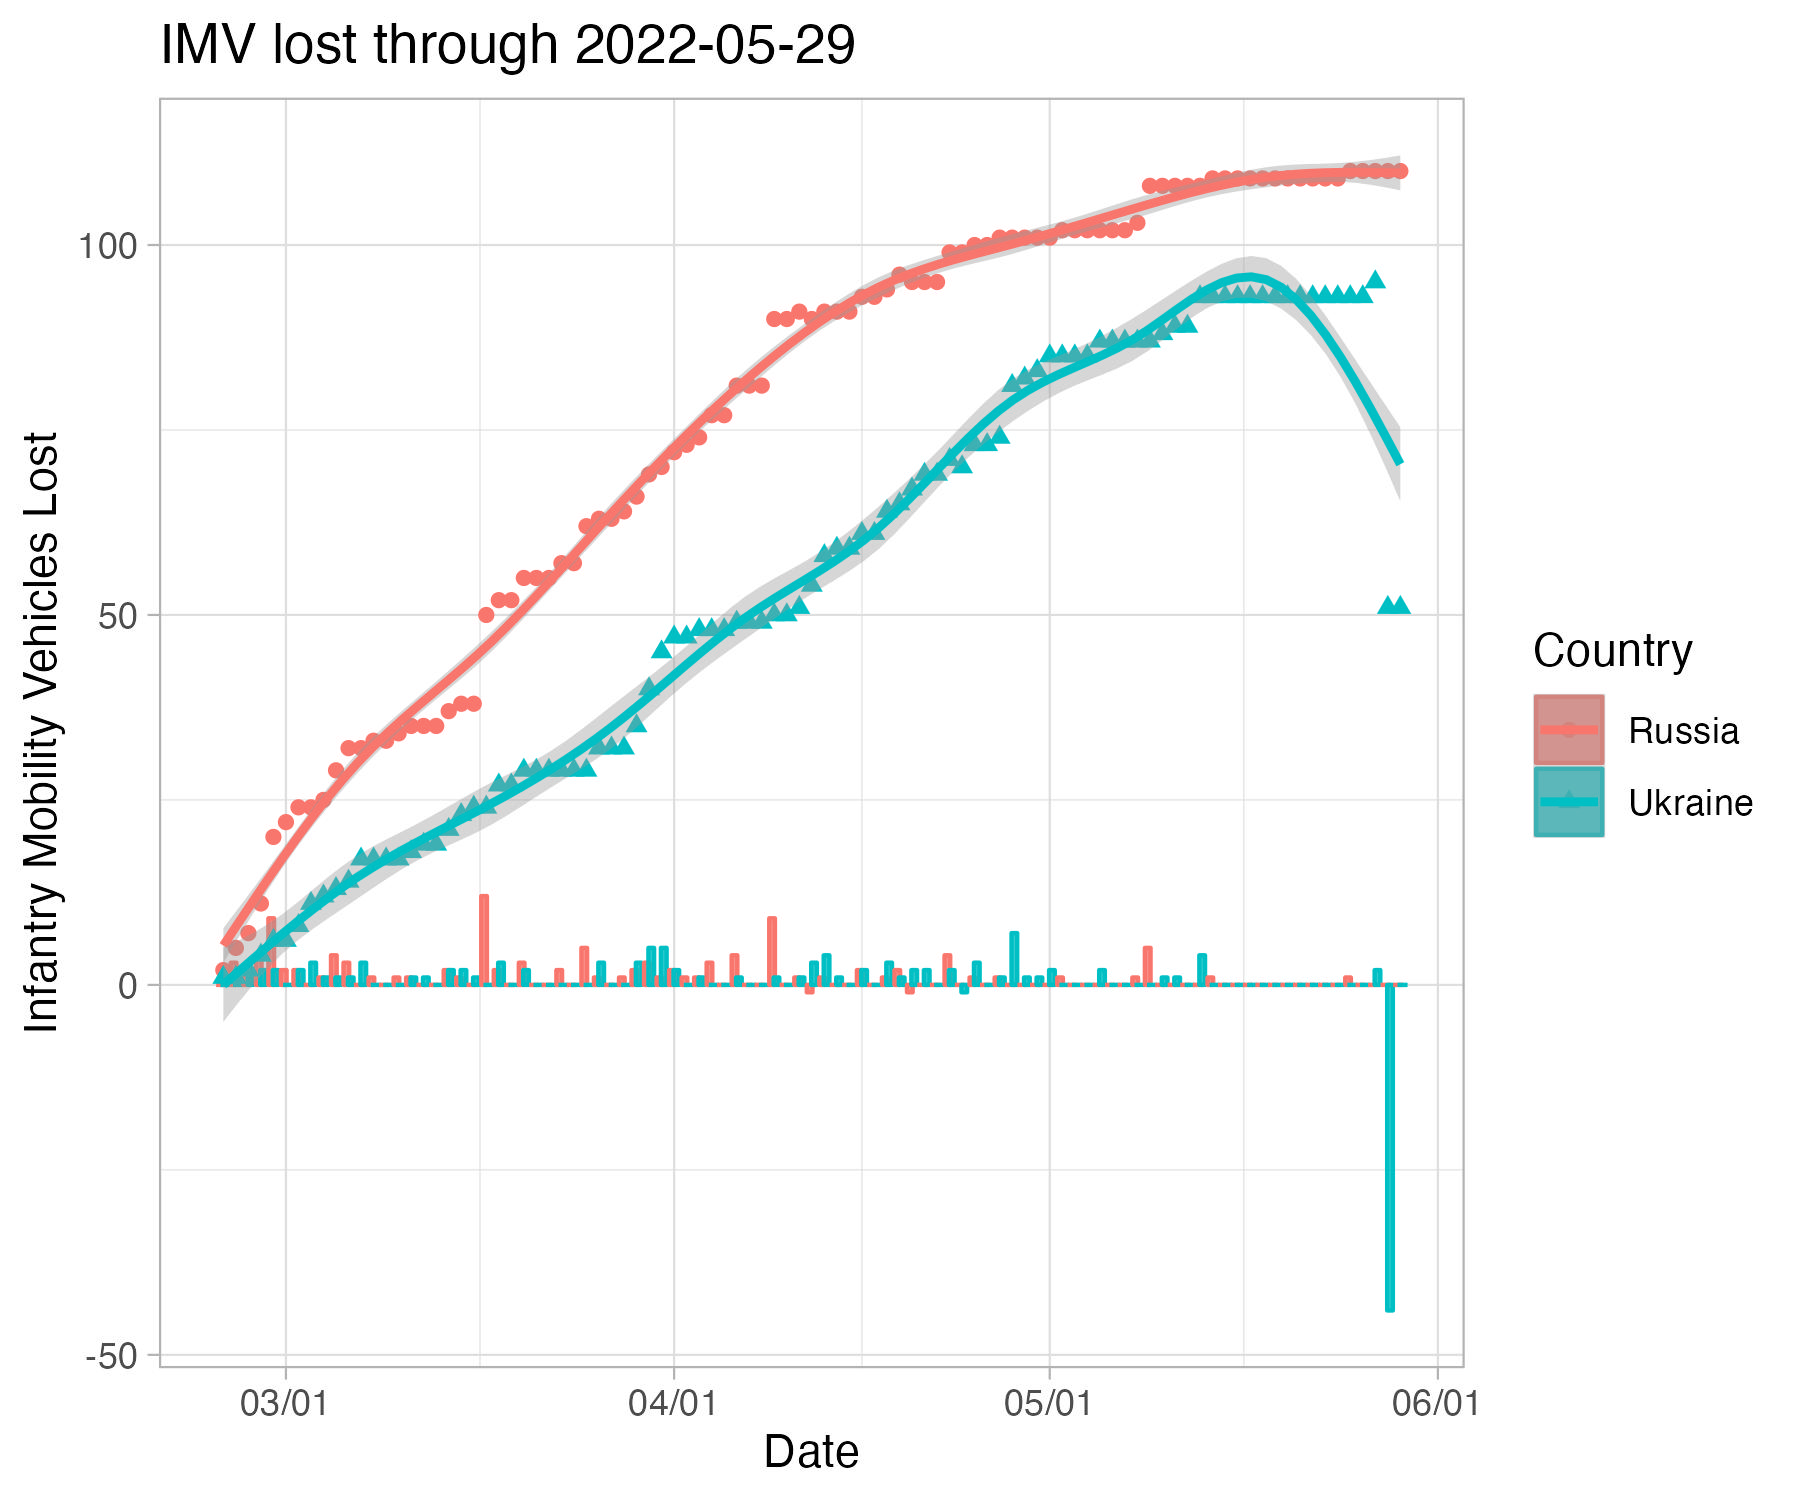 IMV lost through 2022-05-29
Infantry Mobility Vehicles Lost
100
50
0
-50
03/01
04/01
05/01
06/01
Date
Country
Russia
Ukraine